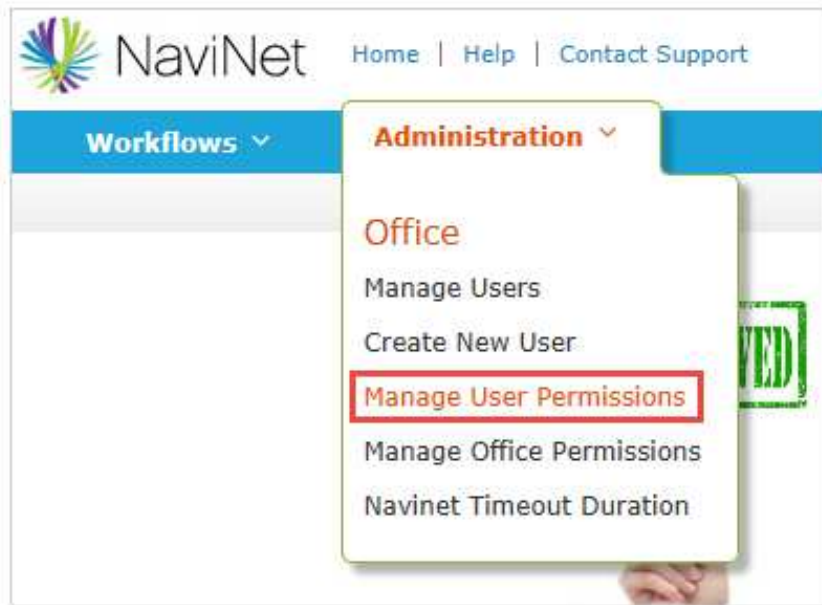 NaviNet Home | Help | Contact Support
Workflows Administration
Office
Manage Users
Create New User
Manage User Permissions
Manage Office Permissions
Navinet Timeout Duration